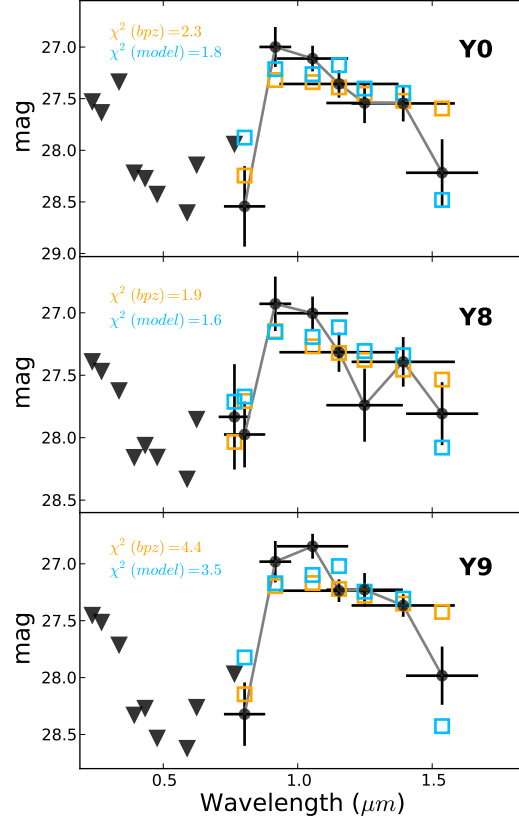 χ² (bpz)=2.3
χ² (model)=1.8
Y0
27.0
27.5
28.0
28.5
29.0
mag
χ² (bpz)=1.9
χ² (model)=1.6
Y8
27.0
27.5
28.0
28.5
mag
χ² (bpz)=4.4
χ² (model)=3.5
Y9
27.0
27.5
28.0
28.5
mag
0.5 1.0 1.5
Wavelength (μm)